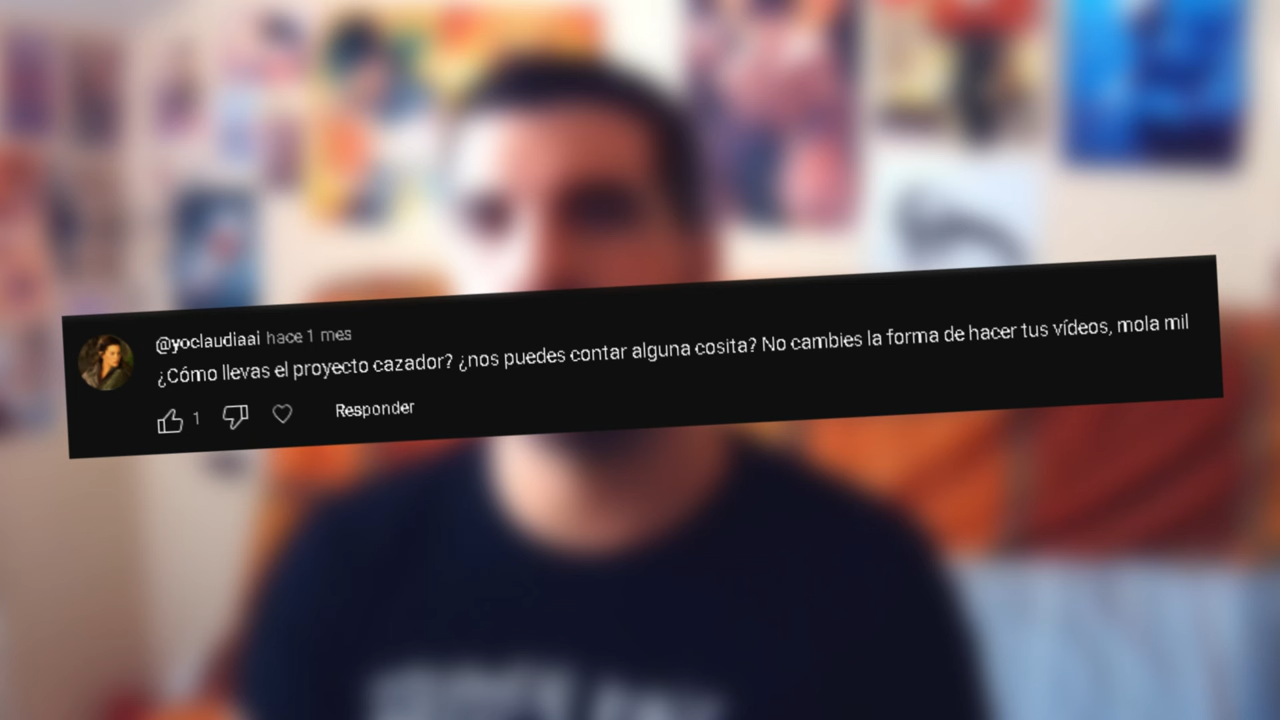 @yoclaudiaai hace 1 mes
¿Cómo llevas el proyecto cazador? ¿nos puedes contar alguna cosita? No cambies la forma de hacer tus vídeos, mola mil
1
Responder